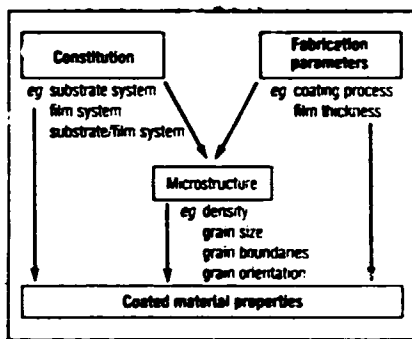 Constitution
Fabrication
parameters
eg substrate system
film system
substrate/film system
eg coating process
film thickness
Microstructure
eg density
grain size
grain boundaries
grain orientation
Coated material properties